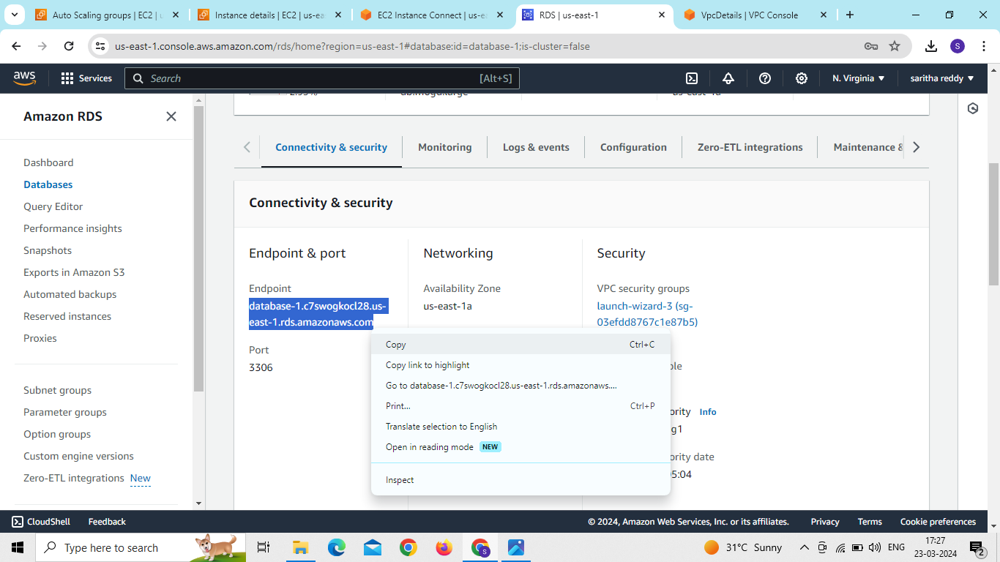 Auto Scaling groups | EC2 | u
Instance details | EC2 | us-ea
EC2 Instance Connect | us-e
RDS | us-east-1
VpcDetails | VPC Console
us-east-1.console.aws.amazon.com/rds/home?region=us-east-1#database:id=database-1;is-cluster=false
S
aws
Services
Search
[Alt+S]
N. Virginia
saritha reddy
Amazon RDS
Dashboard
Databases
Query Editor
Performance insights
Snapshots
Exports in Amazon S3
Automated backups
Reserved instances
Proxies
Subnet groups
Parameter groups
Option groups
Custom engine versions
Zero-ETL integrations New
Connectivity & security
Monitoring
Logs & events
Configuration
Zero-ETL integrations
Maintenance &
Connectivity & security
Endpoint & port
Endpoint
database-1.c7swogkocl28.us-
east-1.rds.amazonaws.com
Port
3306
Networking
Availability Zone
us-east-1a
Security
VPC security groups
launch-wizard-3 (sg-
03efdd8767c1e87b5)
ole
ority Info
g1
ority date
05:04
Copy Ctrl+C
Copy link to highlight
Go to database-1.c7swogkocl28.us-east-1.rds.amazonaws....
Print... Ctrl+P
Translate selection to English
Open in reading mode NEW
Inspect
CloudShell
Feedback
© 2024, Amazon Web Services, Inc. or its affiliates.
Privacy
Terms
Cookie preferences
Type here to search
S
31°C Sunny
ENG
17:27
23-03-2024
2